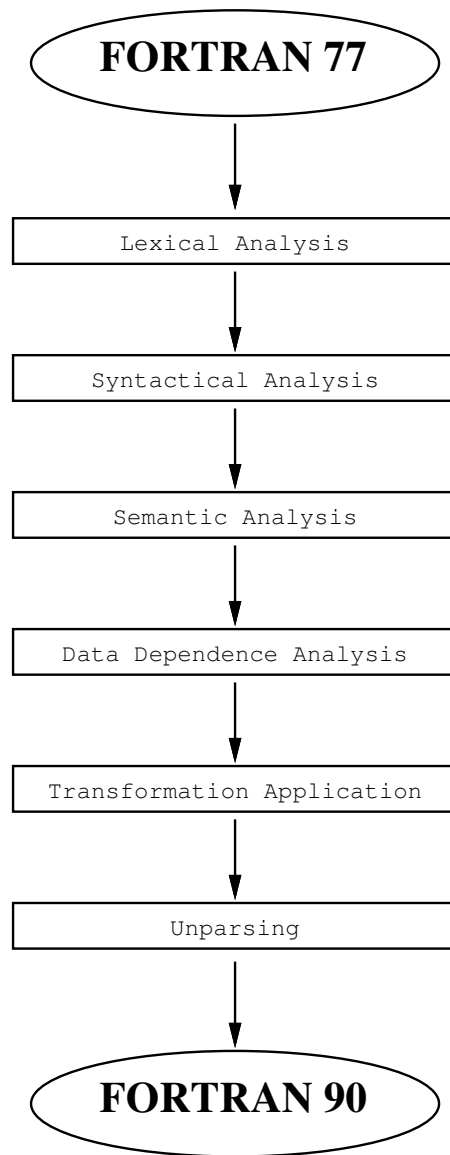 FORTRAN 77
Lexical Analysis
Syntactical Analysis
Semantic Analysis
Data Dependence Analysis
Transformation Application
Unparsing
FORTRAN 90